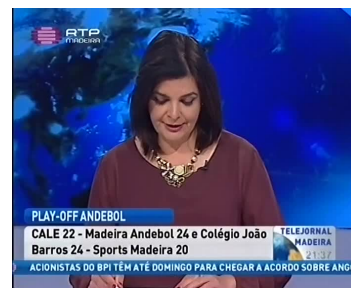 RTP
MADEIRA
PLAY-OFF ANDEBOL
CALE 22 - Madeira Andebol 24 e Colégio João
Barros 24 - Sports Madeira 20
TELEJORNAL
MADEIRA
21:37
ACIONISTAS DO BPI TÊM ATÉ DOMINGO PARA CHEGAR A ACORDO SOBRE ANG